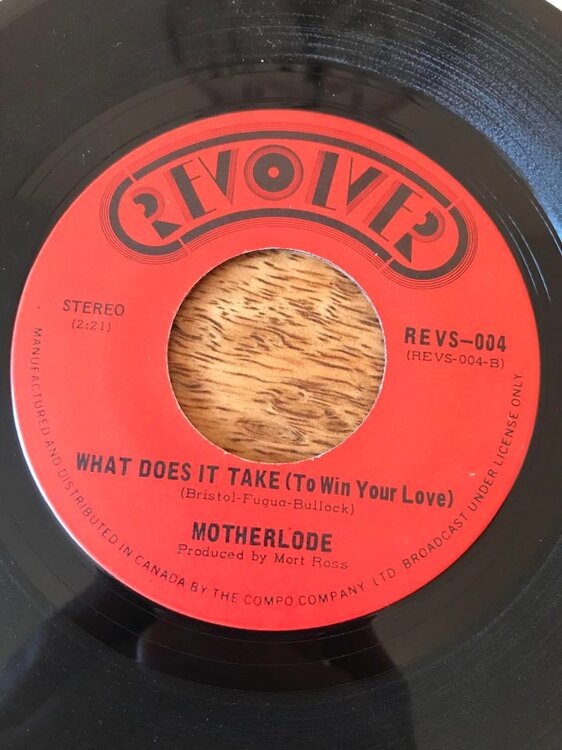 REVOLVER
STEREO
(2:21)
REVS-004
(REVS-004-B)
WHAT DOES IT TAKE (To Win Your Love)
(Bristol-Fuqua-Bullock)
MOTHERLODE
Produced by Mort Ross
MANUFACTURED AND DISTRIBUTED IN CANADA BY THE COMPO COMPANY LTD. BROADCAST UNDER LICENSE ONLY